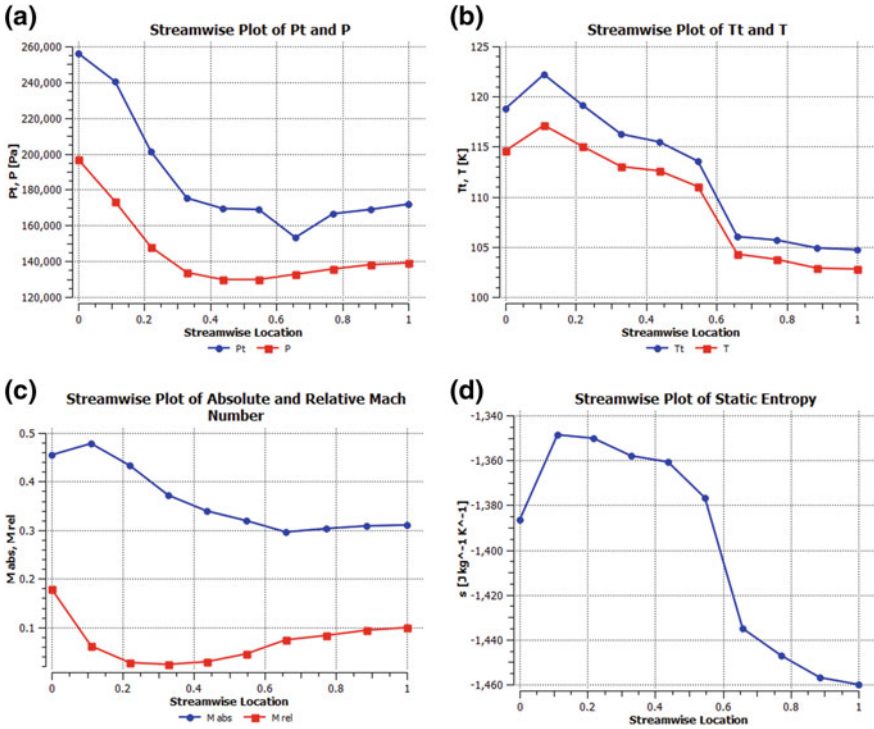 (a)
Streamwise Plot of Pt and P
Pt, P [Pa]
260,000
240,000
220,000
200,000
180,000
160,000
140,000
120,000
0
0.2
0.4
0.6
0.8
1
Streamwise Location
Pt
P
(b)
Streamwise Plot of Tt and T
Tt, T [K]
125
120
115
110
105
100
0
0.2
0.4
0.6
0.8
1
Streamwise Location
Tt
T
(c)
Streamwise Plot of Absolute and Relative Mach
Number
M abs, M rel
0.5
0.4
0.3
0.2
0.1
0
0.2
0.4
0.6
0.8
1
Streamwise Location
M abs
M rel
(d)
Streamwise Plot of Static Entropy
s [J kg^-1 K^-1]
-1,340
-1,360
-1,380
-1,400
-1,420
-1,440
-1,460
0
0.2
0.4
0.6
0.8
1
Streamwise Location